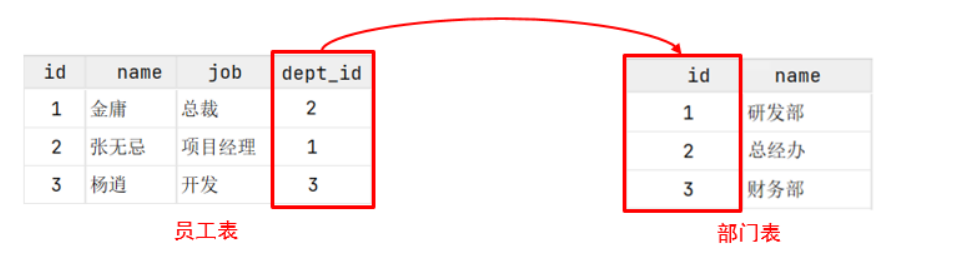 id name job dept_id
1 金庸 总裁 2
2 张无忌 项目经理 1
3 杨逍 开发 3
员工表
id name
1 研发部
2 总经办
3 财务部
部门表